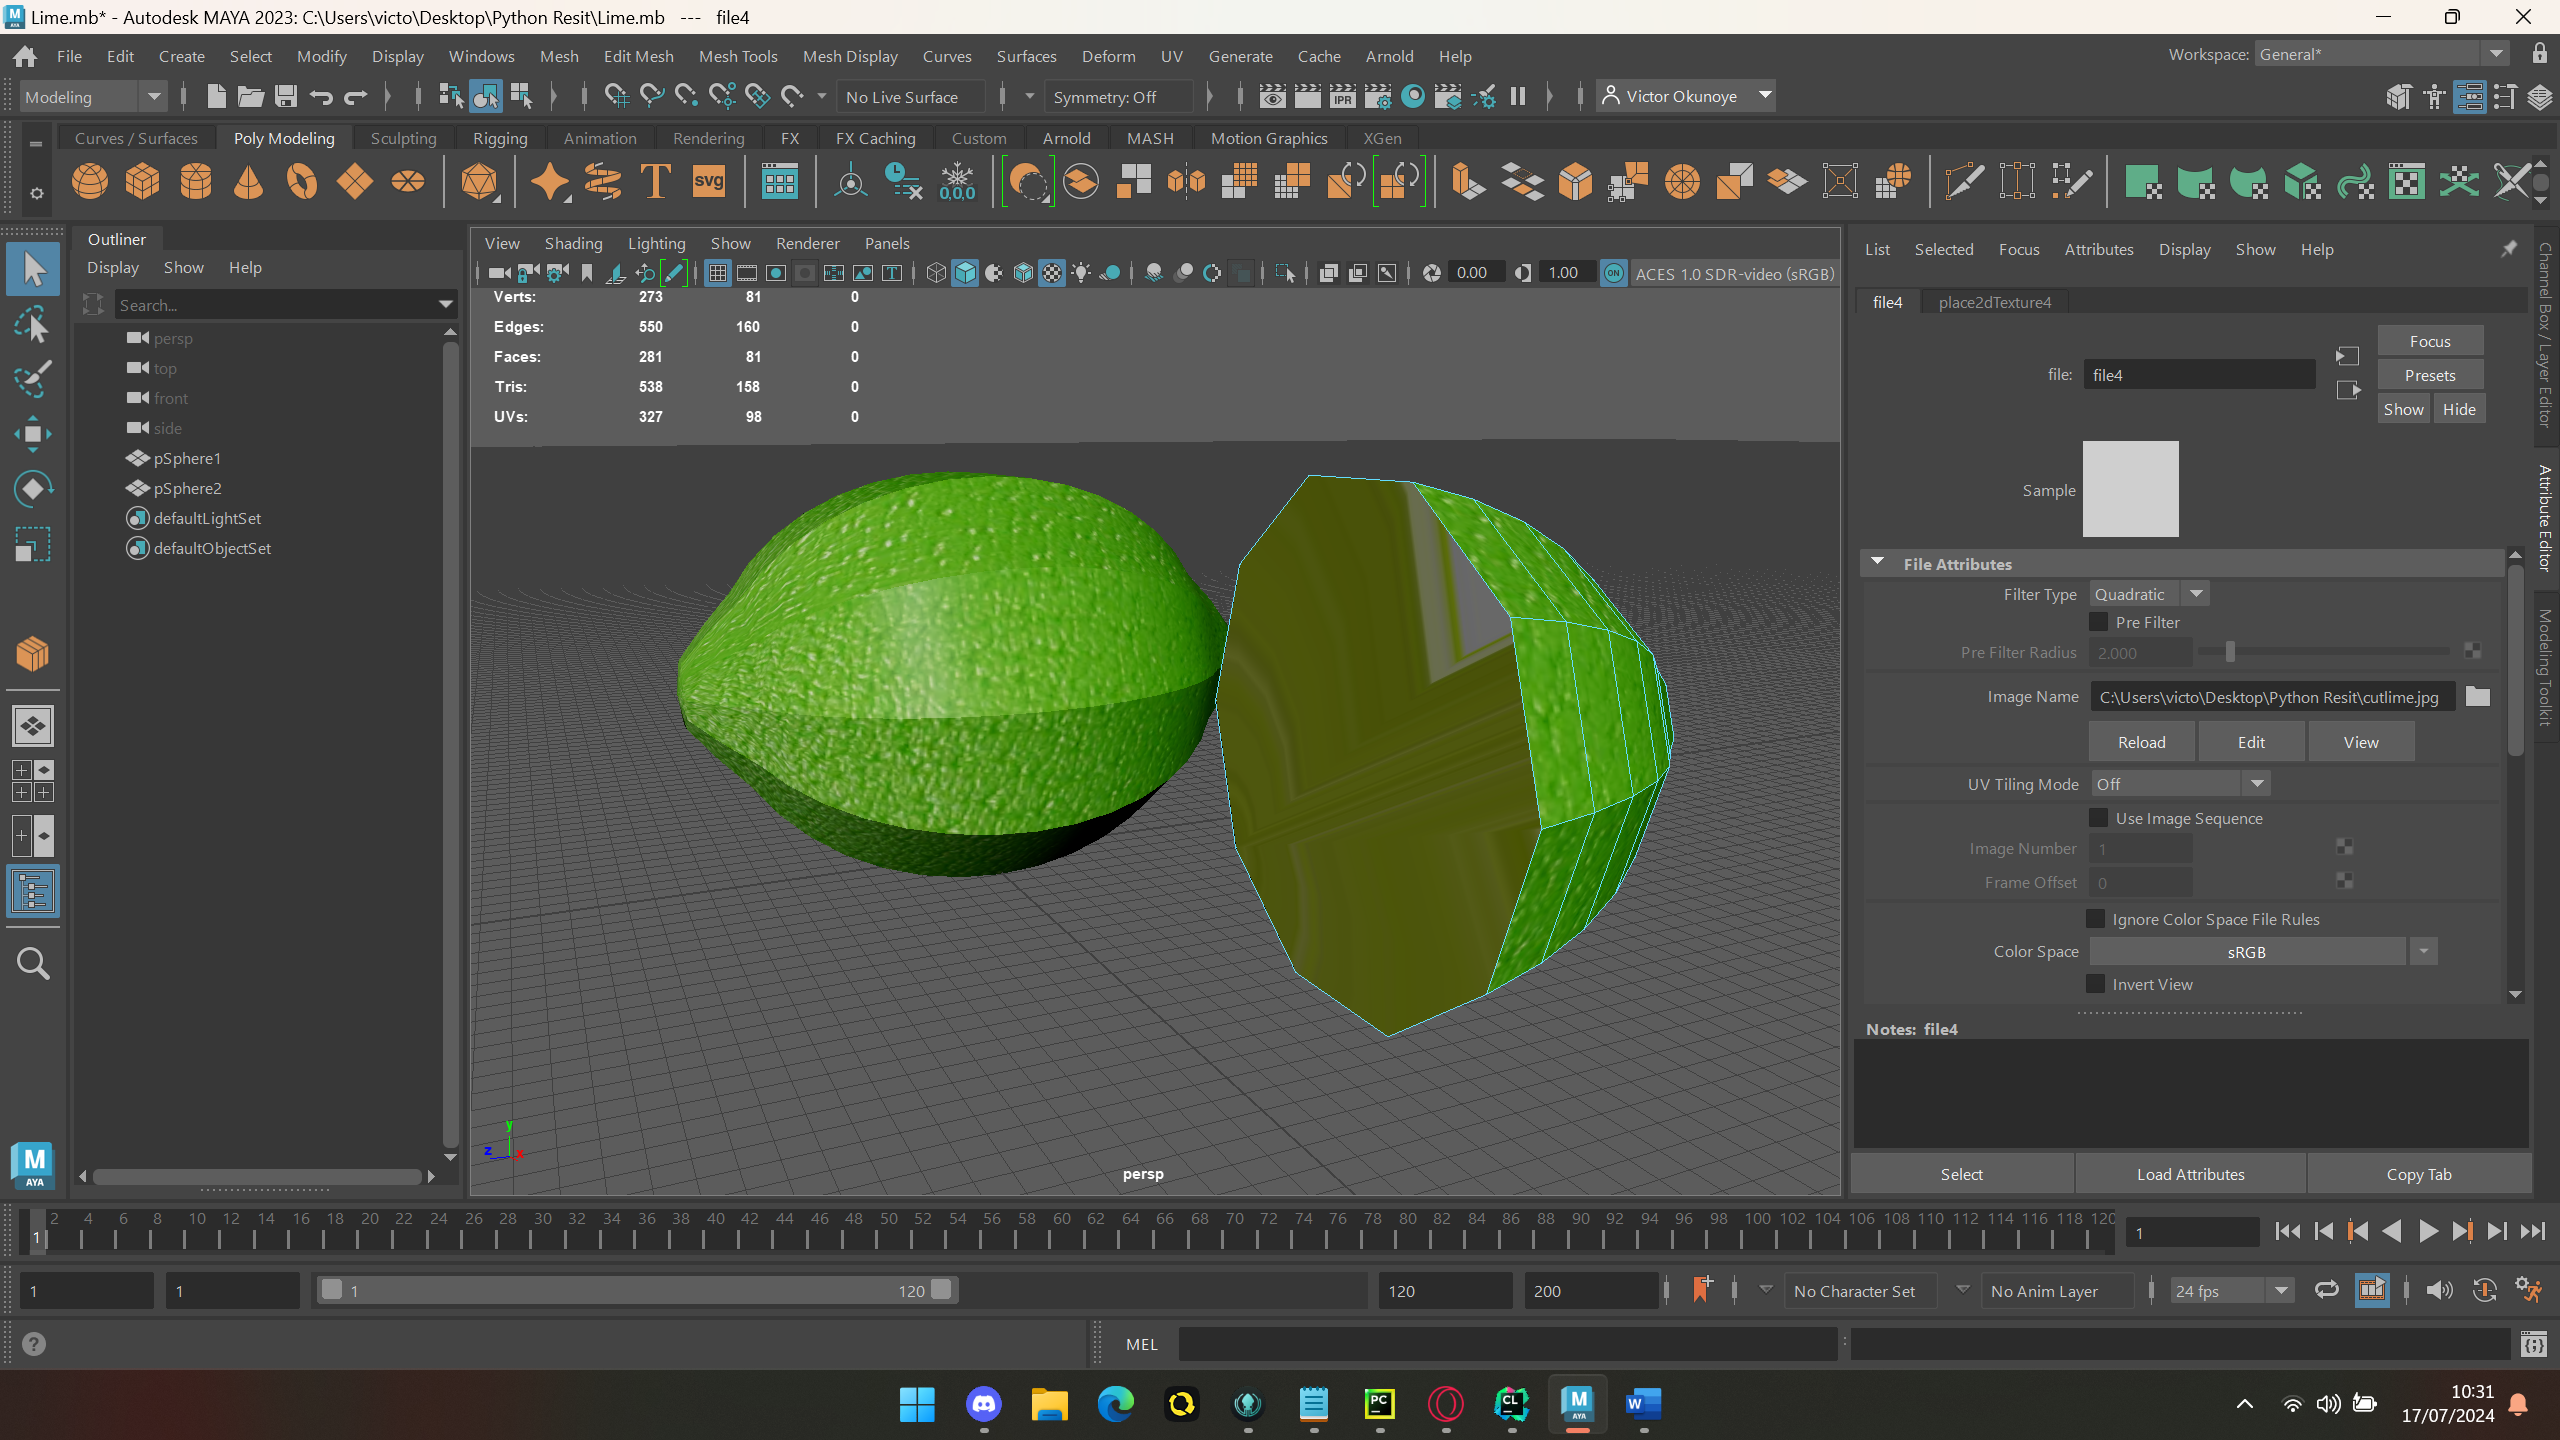 Lime.mb* - Autodesk MAYA 2023: C:\Users\victo\Desktop\Python Resit\Lime.mb --- file4
File Edit Create Select Modify Display Windows Mesh Edit Mesh Mesh Tools Mesh Display Curves Surfaces Deform UV Generate Cache Arnold Help
Workspace: General*
Modeling
No Live Surface
Symmetry: Off
IPR
Victor Okunoye
Curves / Surfaces Poly Modeling Sculpting Rigging Animation Rendering FX FX Caching Custom Arnold MASH Motion Graphics XGen
T
svg
0,0,0
Outliner
Display Show Help
Search...
persp
top
front
side
pSphere1
pSphere2
defaultLightSet
defaultObjectSet
View Shading Lighting Show Renderer Panels
0.00
1.00
ON
ACES 1.0 SDR-video (sRGB)
Verts: 273 81 0
Edges: 550 160 0
Faces: 281 81 0
Tris: 538 158 0
UVs: 327 98 0
y
z
x
persp
List Selected Focus Attributes Display Show Help
file4 place2dTexture4
file: file4
Focus
Presets
Show Hide
Sample
File Attributes
Filter Type Quadratic
Pre Filter
Pre Filter Radius 2.000
Image Name C:\Users\victo\Desktop\Python Resit\cutlime.jpg
Reload Edit View
UV Tiling Mode Off
Use Image Sequence
Image Number 1
Frame Offset 0
Ignore Color Space File Rules
Color Space sRGB
Invert View
Notes: file4
Select Load Attributes Copy Tab
Channel Box / Layer Editor
Attribute Editor
Modeling Toolkit
M
AYA
1 2 4 6 8 10 12 14 16 18 20 22 24 26 28 30 32 34 36 38 40 42 44 46 48 50 52 54 56 58 60 62 64 66 68 70 72 74 76 78 80 82 84 86 88 90 92 94 96 98 100 102 104 106 108 110 112 114 116 118 120
1
1 1 1 120 120 200
No Character Set
No Anim Layer
24 fps
MEL
PC
CL
M
AYA
W
10:31
17/07/2024